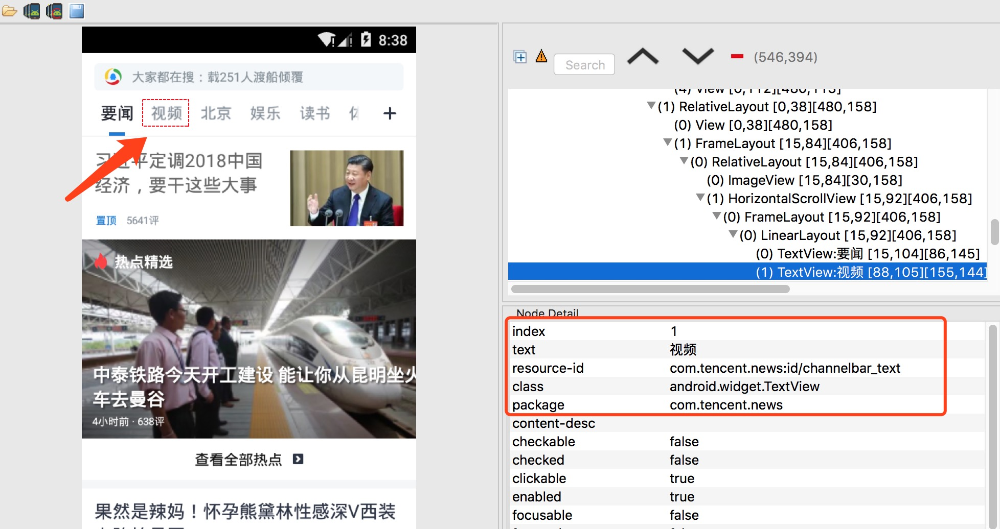 8:38
大家都在搜：载251人渡船倾覆
要闻 视频 北京 娱乐 读书
习近平定调2018中国
经济，要干这些大事
置顶 5641评
热点精选
中泰铁路今天开工建设 能让你从昆明坐火
车去曼谷
4小时前 · 638评
查看全部热点
果然是辣妈！怀孕熊黛林性感深V西装
Search
(546,394)
(4) View [0,112][480,113]
(1) RelativeLayout [0,38][480,158]
(0) View [0,38][480,158]
(1) FrameLayout [15,84][406,158]
(0) RelativeLayout [15,84][406,158]
(0) ImageView [15,84][30,158]
(1) HorizontalScrollView [15,92][406,158]
(0) FrameLayout [15,92][406,158]
(0) LinearLayout [15,92][406,158]
(0) TextView:要闻 [15,104][86,145]
(1) TextView:视频 [88,105][155,144]
Node Detail
index 1
text 视频
resource-id com.tencent.news:id/channelbar_text
class android.widget.TextView
package com.tencent.news
content-desc
checkable false
checked false
clickable true
enabled true
focusable false